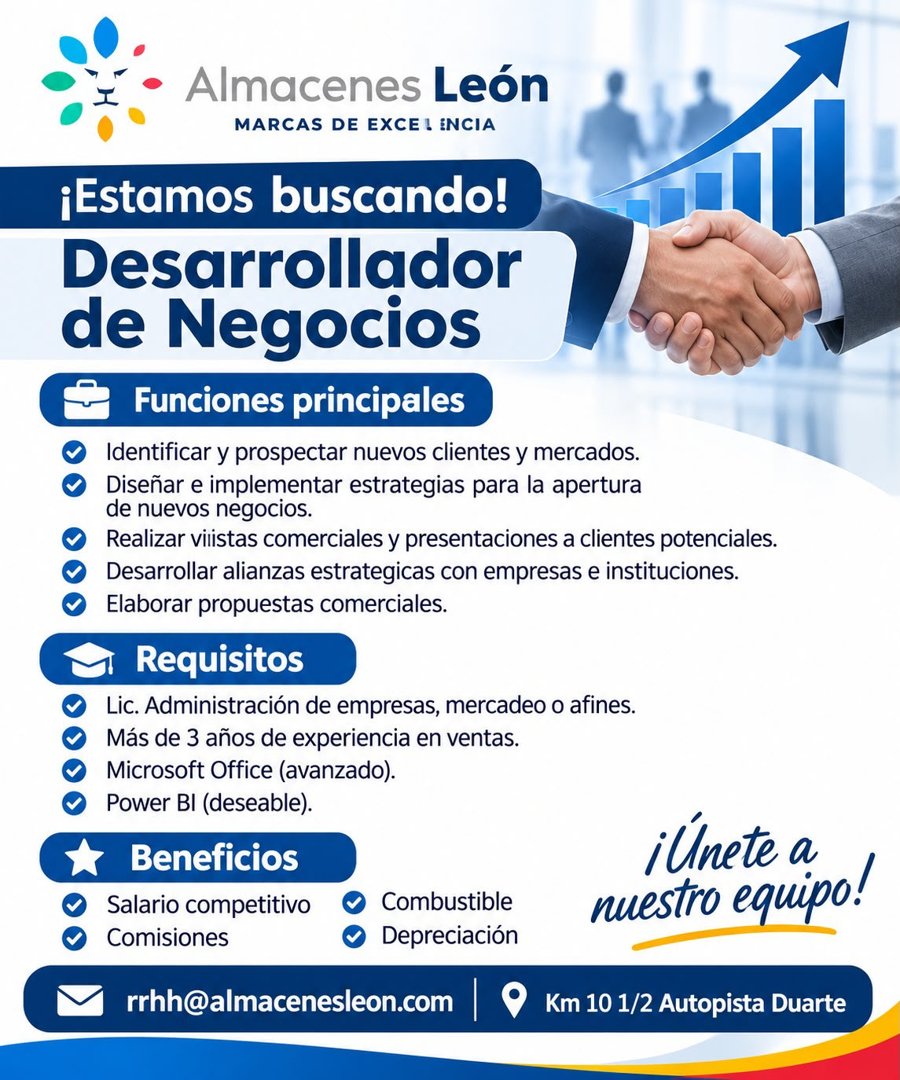 Almacenes León
MARCAS DE EXCELENCIA
¡Estamos buscando!
Desarrollador
de Negocios
Funciones principales
Identificar y prospectar nuevos clientes y mercados.
Diseñar e implementar estrategias para la apertura
de nuevos negocios.
Realizar viistas comerciales y presentaciones a clientes potenciales.
Desarrollar alianzas estrategicas con empresas e instituciones.
Elaborar propuestas comerciales.
Requisitos
Lic. Administración de empresas, mercadeo o afines.
Más de 3 años de experiencia en ventas.
Microsoft Office (avanzado).
Power BI (deseable).
Beneficios
Salario competitivo
Comisiones
Combustible
Depreciación
¡Únete a
nuestro equipo!
rrhh@almacenesleon.com
Km 10 1/2 Autopista Duarte